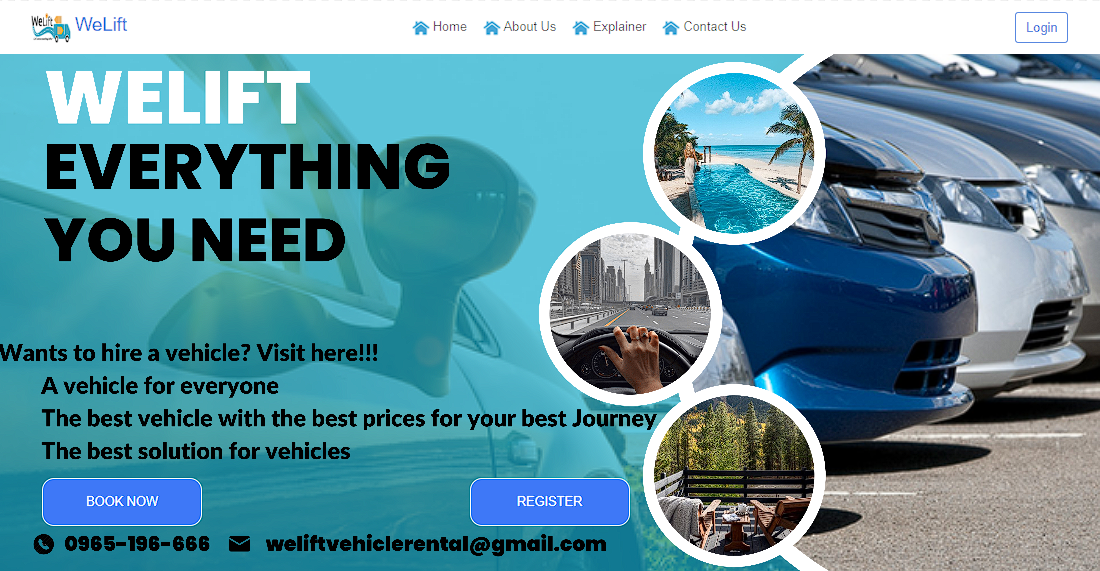 WeLift
WeLift
Home
About Us
Explainer
Contact Us
Login
WELIFT
EVERYTHING
YOU NEED
Wants to hire a vehicle? Visit here!!!
A vehicle for everyone
The best vehicle with the best prices for your best Journey
The best solution for vehicles
BOOK NOW
REGISTER
0965-196-666
weliftvehiclerental@gmail.com